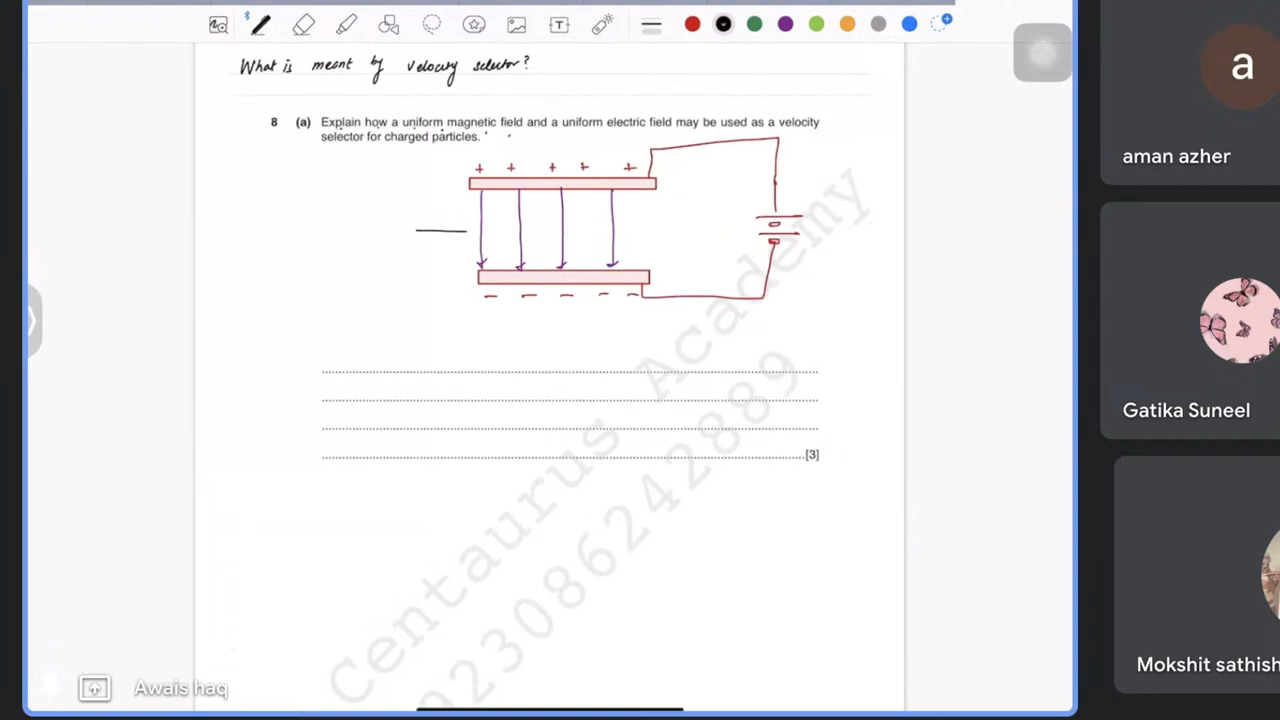 What is meant by velocity selector?
8 (a) Explain how a uniform magnetic field and a uniform electric field may be used as a velocity
selector for charged particles.
+ + + + +
- - - - -
[3]
Centaurus Academy
923086242889
Awais haq
a
aman azher
Gatika Suneel
Mokshit sathish
T